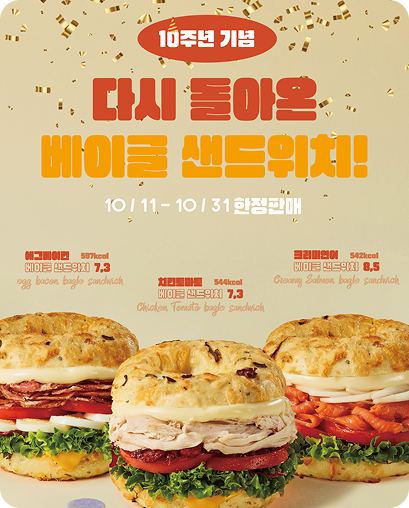 10주년 기념
다시 돌아온
베이글 샌드위치!
10 / 11 - 10 / 31 한정판매
에그베이컨 587kcal
베이글 샌드위치 7,3
egg bacon bagle sandwich
치킨토마토 544kcal
베이글 샌드위치 7,3
Chicken Tomato bagle sandwich
크리미연어 542kcal
베이글 샌드위치 8,5
Creamy Salmon bagle sandwich